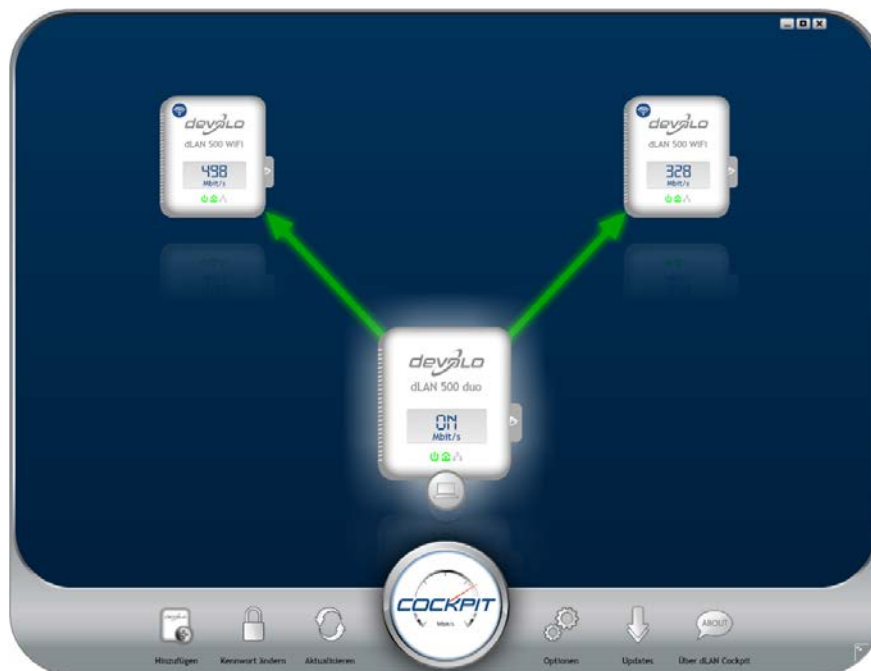 devolo
dLAN 500 WiFi
498
Mbit/s
devolo
dLAN 500 WiFi
328
Mbit/s
devolo
dLAN 500 duo
ON
Mbit/s
COCKPIT
Mbit/s
Hinzufügen
Kennwort ändern
Aktualisieren
Optionen
Updates
ABOUT
Über dLAN Cockpit